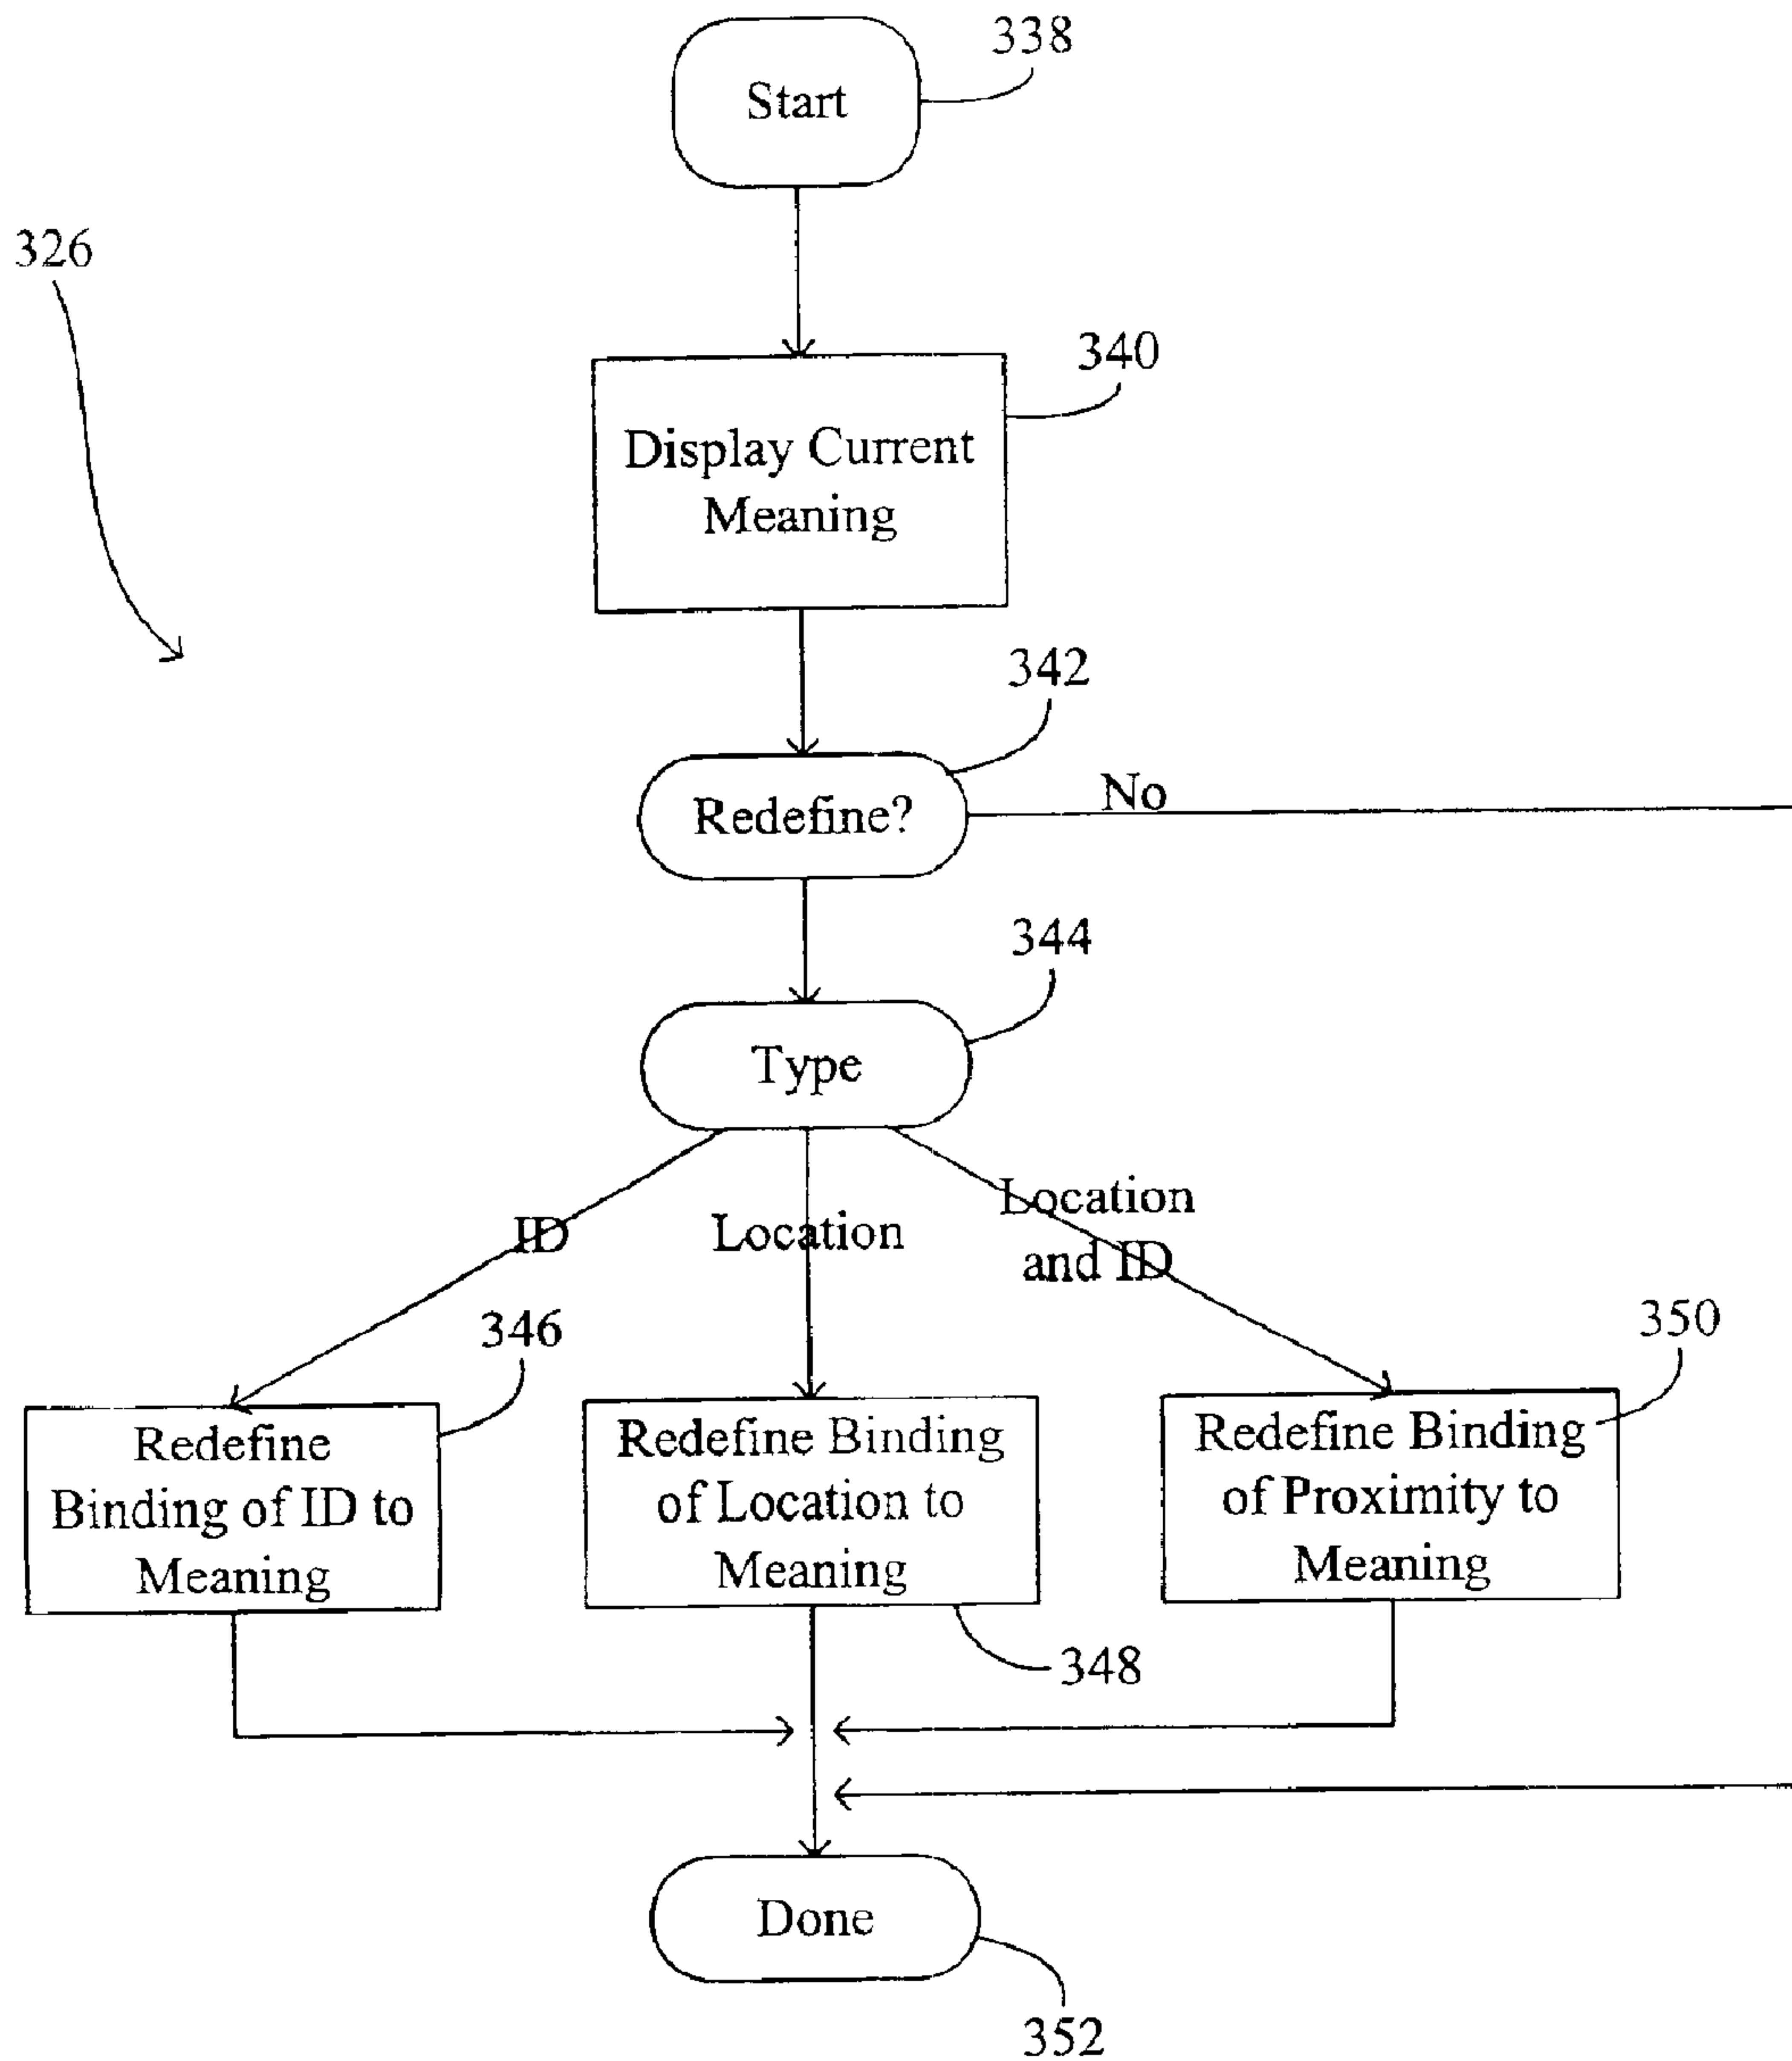 338
Start
326
340
Display Current
Meaning
342
Redefine?
No
344
Type
ID
Location
Location
and ID
346
350
Redefine
Binding of ID to
Meaning
Redefine Binding
of Location to
Meaning
Redefine Binding
of Proximity to
Meaning
348
Done
352